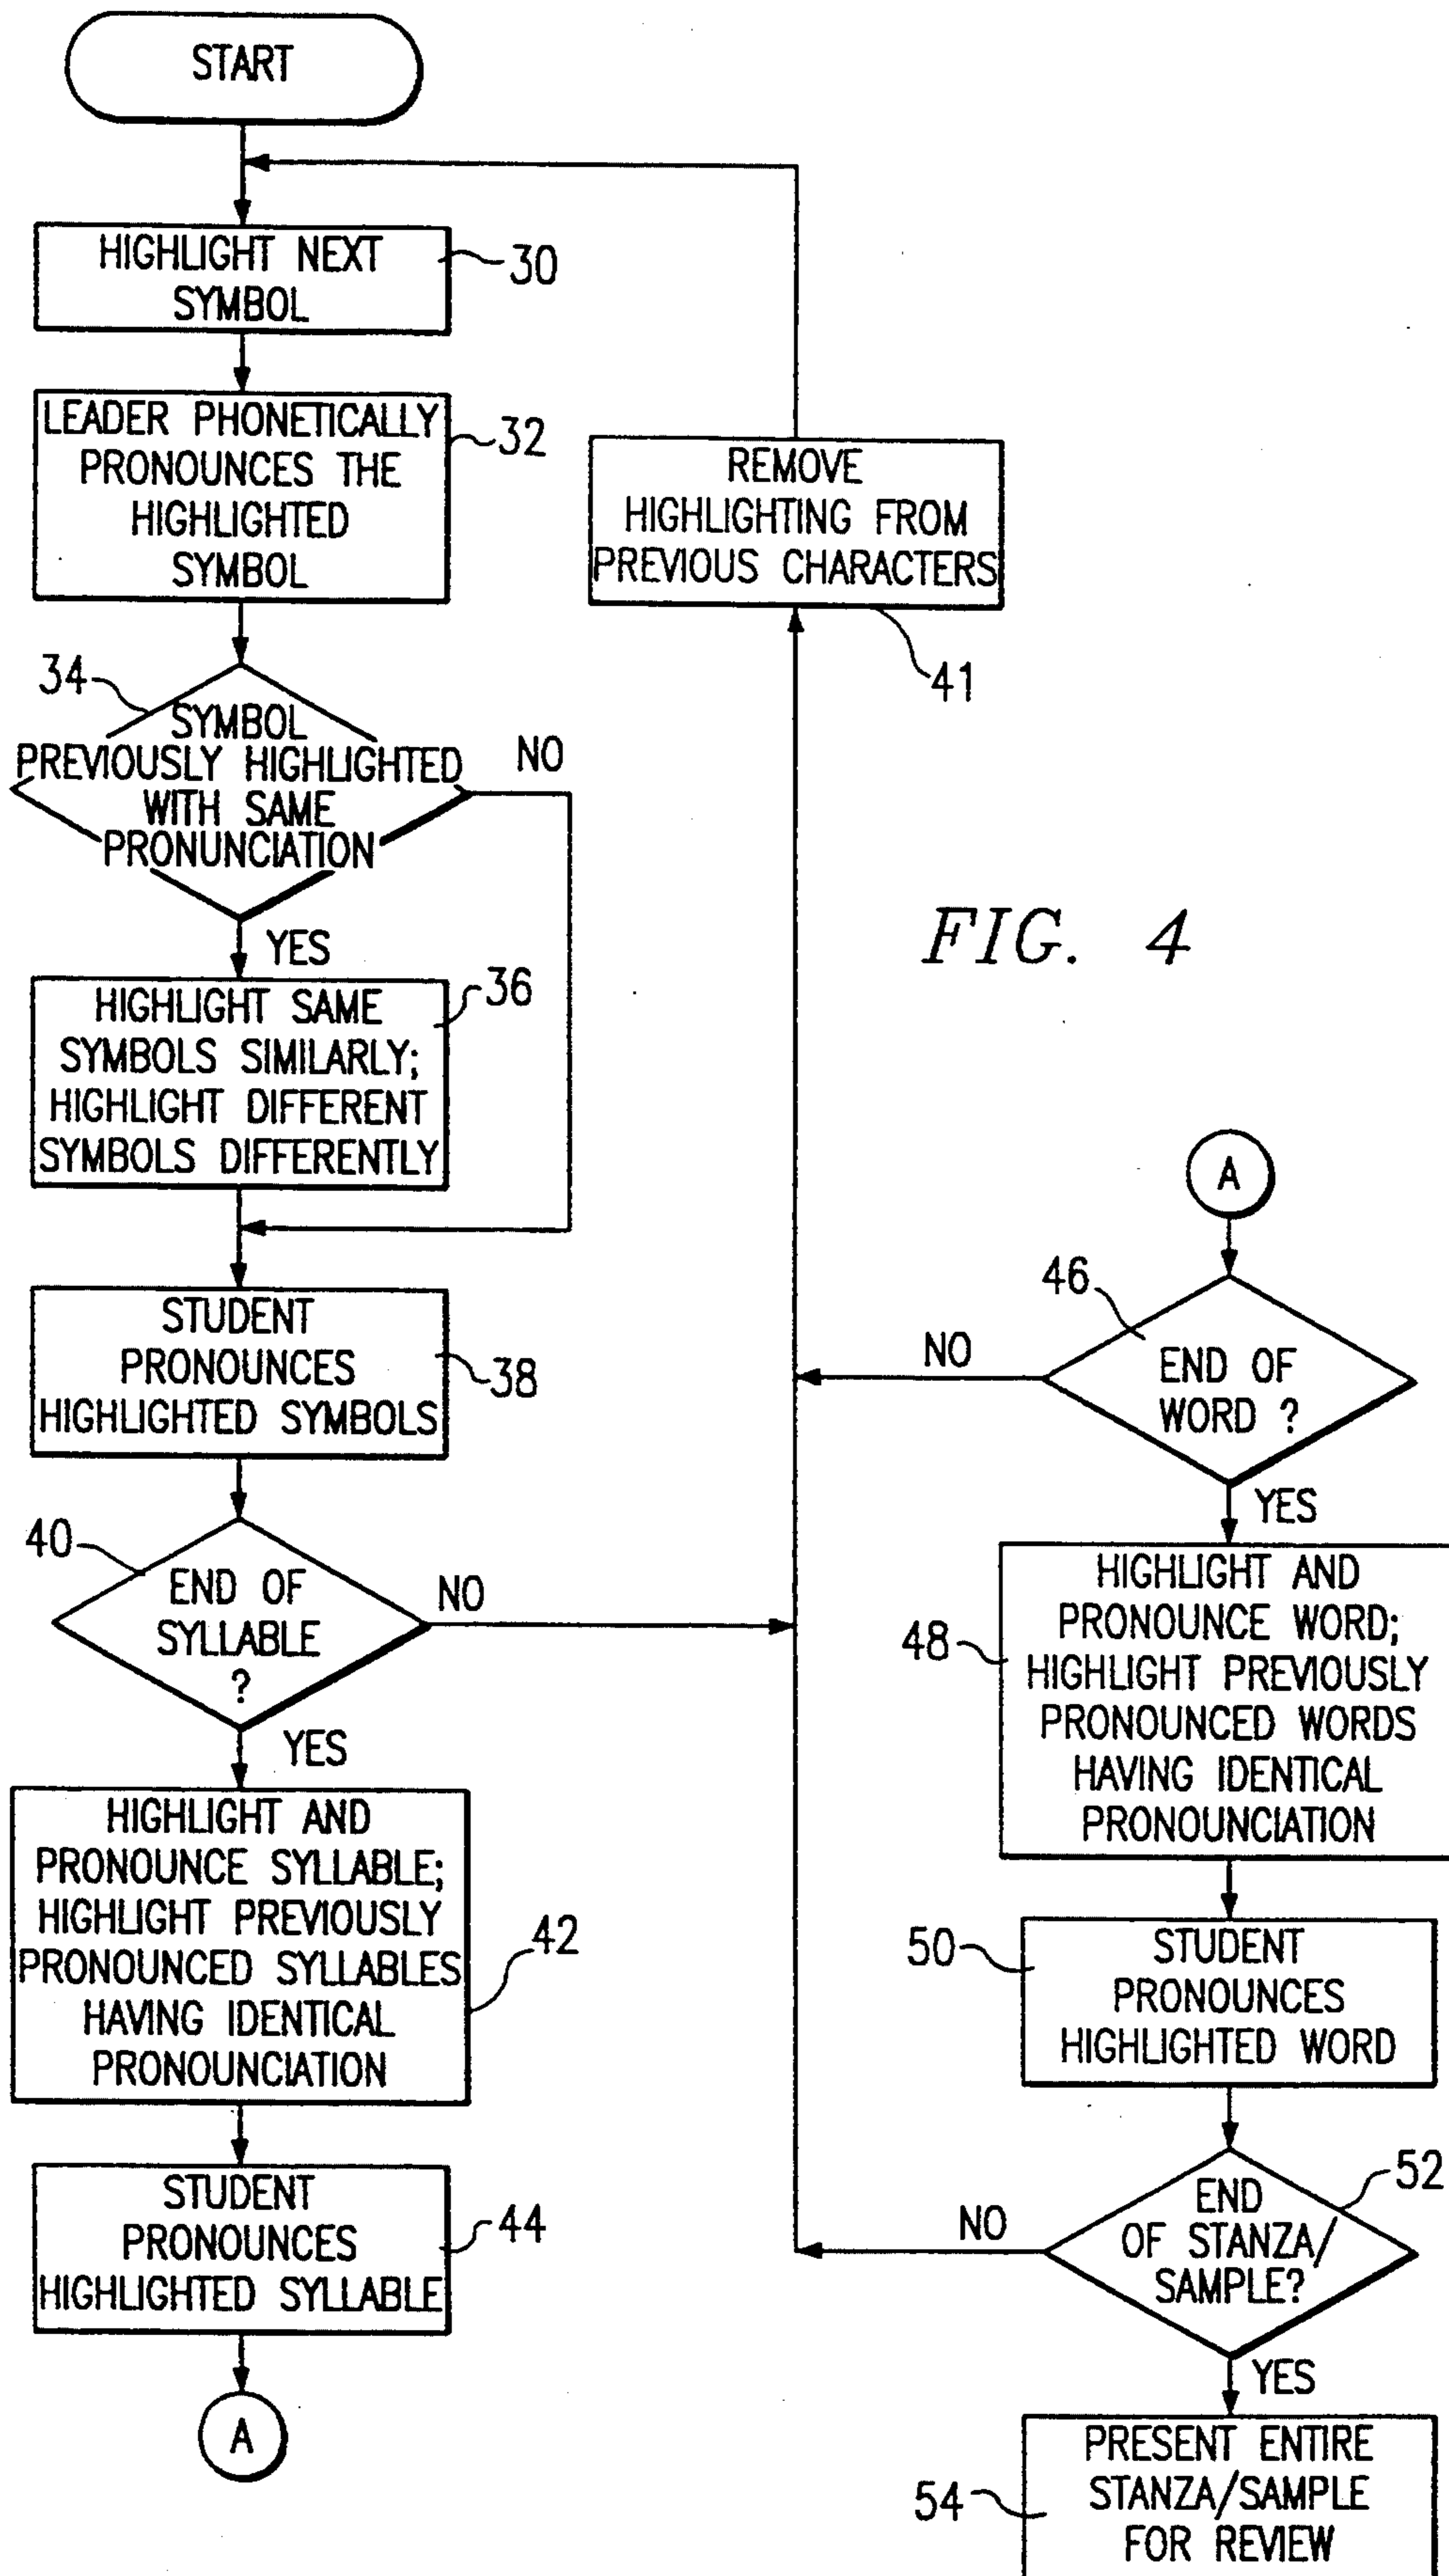 START
HIGHLIGHT NEXT
SYMBOL
30
LEADER PHONETICALLY
PRONOUNCES THE
HIGHLIGHTED
SYMBOL
32
34
SYMBOL
PREVIOUSLY HIGHLIGHTED
WITH SAME
PRONUNCIATION
NO
YES
HIGHLIGHT SAME
SYMBOLS SIMILARLY;
HIGHLIGHT DIFFERENT
SYMBOLS DIFFERENTLY
36
STUDENT
PRONOUNCES
HIGHLIGHTED SYMBOLS
38
40
END OF
SYLLABLE
?
NO
YES
HIGHLIGHT AND
PRONOUNCE SYLLABLE;
HIGHLIGHT PREVIOUSLY
PRONOUNCED SYLLABLES
HAVING IDENTICAL
PRONOUNCIATION
42
STUDENT
PRONOUNCES
HIGHLIGHTED SYLLABLE
44
A
REMOVE
HIGHLIGHTING FROM
PREVIOUS CHARACTERS
41
FIG. 4
A
46
END OF
WORD ?
NO
YES
HIGHLIGHT AND
PRONOUNCE WORD;
HIGHLIGHT PREVIOUSLY
PRONOUNCED WORDS
HAVING IDENTICAL
PRONOUNCIATION
48
STUDENT
PRONOUNCES
HIGHLIGHTED WORD
50
52
END
OF STANZA/
SAMPLE?
NO
YES
PRESENT ENTIRE
STANZA/SAMPLE
FOR REVIEW
54